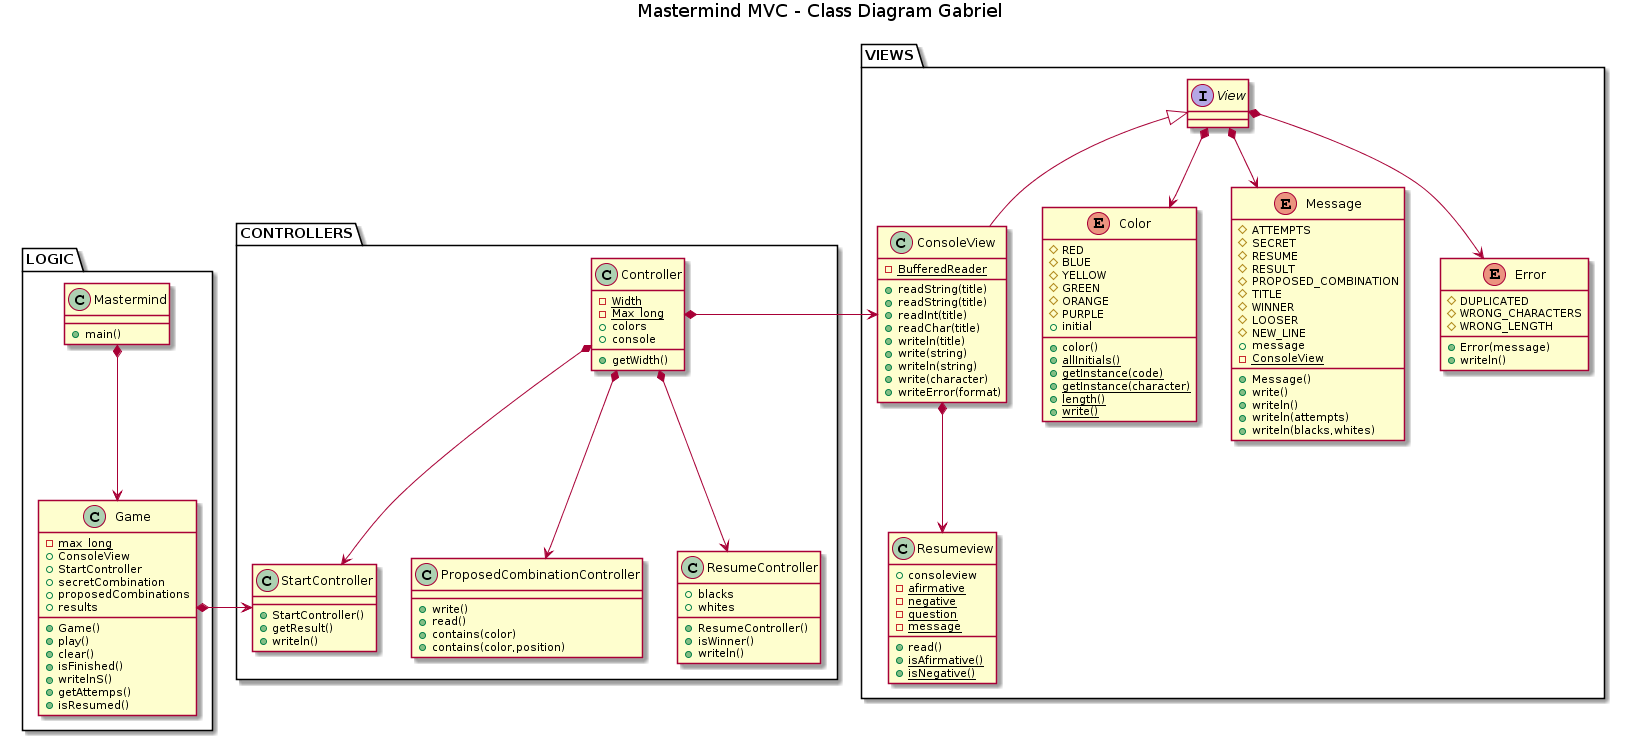 Mastermind MVC - Class Diagram Gabriel
LOGIC
C Mastermind
main()
C Game
max_long
ConsoleView
StartController
secretCombination
proposedCombinations
results
Game()
play()
clear()
isFinished()
writelnS()
getAttemps()
isResumed()
CONTROLLERS
C Controller
Width
Max_long
colors
console
getWidth()
C StartController
StartController()
getResult()
writeln()
C ProposedCombinationController
write()
read()
contains(color)
contains(color,position)
C ResumeController
blacks
whites
ResumeController()
isWinner()
writeln()
VIEWS
I View
C ConsoleView
BufferedReader
readString(title)
readString(title)
readInt(title)
readChar(title)
writeln(title)
write(string)
writeln(string)
write(character)
writeError(format)
E Color
RED
BLUE
YELLOW
GREEN
ORANGE
PURPLE
initial
color()
allInitials()
getInstance(code)
getInstance(character)
length()
write()
E Message
ATTEMPTS
SECRET
RESUME
RESULT
PROPOSED_COMBINATION
TITLE
WINNER
LOOSER
NEW_LINE
message
ConsoleView
Message()
write()
writeln()
writeln(attempts)
writeln(blacks,whites)
E Error
DUPLICATED
WRONG_CHARACTERS
WRONG_LENGTH
Error(message)
writeln()
C Resumeview
consoleview
afirmative
negative
question
message
read()
isAfirmative()
isNegative()